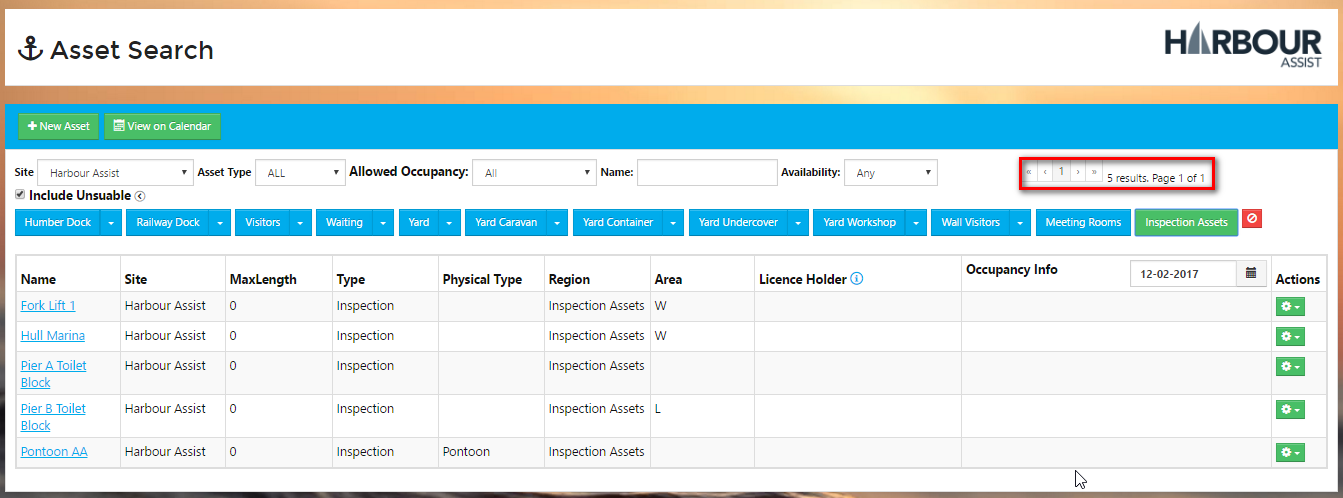 Asset Search
HARBOUR
ASSIST
New Asset
View on Calendar
Site Harbour Assist Asset Type ALL Allowed Occupancy: All Name: Availability: Any « ‹ 1 › » 5 results. Page 1 of 1
Include Unsuable
Humber Dock Railway Dock Visitors Waiting Yard Yard Caravan Yard Container Yard Undercover Yard Workshop Wall Visitors Meeting Rooms Inspection Assets
Name Site MaxLength Type Physical Type Region Area Licence Holder Occupancy Info 12-02-2017 Actions
Fork Lift 1 Harbour Assist 0 Inspection Inspection Assets W
Hull Marina Harbour Assist 0 Inspection Inspection Assets W
Pier A Toilet Harbour Assist 0 Inspection Inspection Assets
Block
Pier B Toilet Harbour Assist 0 Inspection Inspection Assets L
Block
Pontoon AA Harbour Assist 0 Inspection Pontoon Inspection Assets